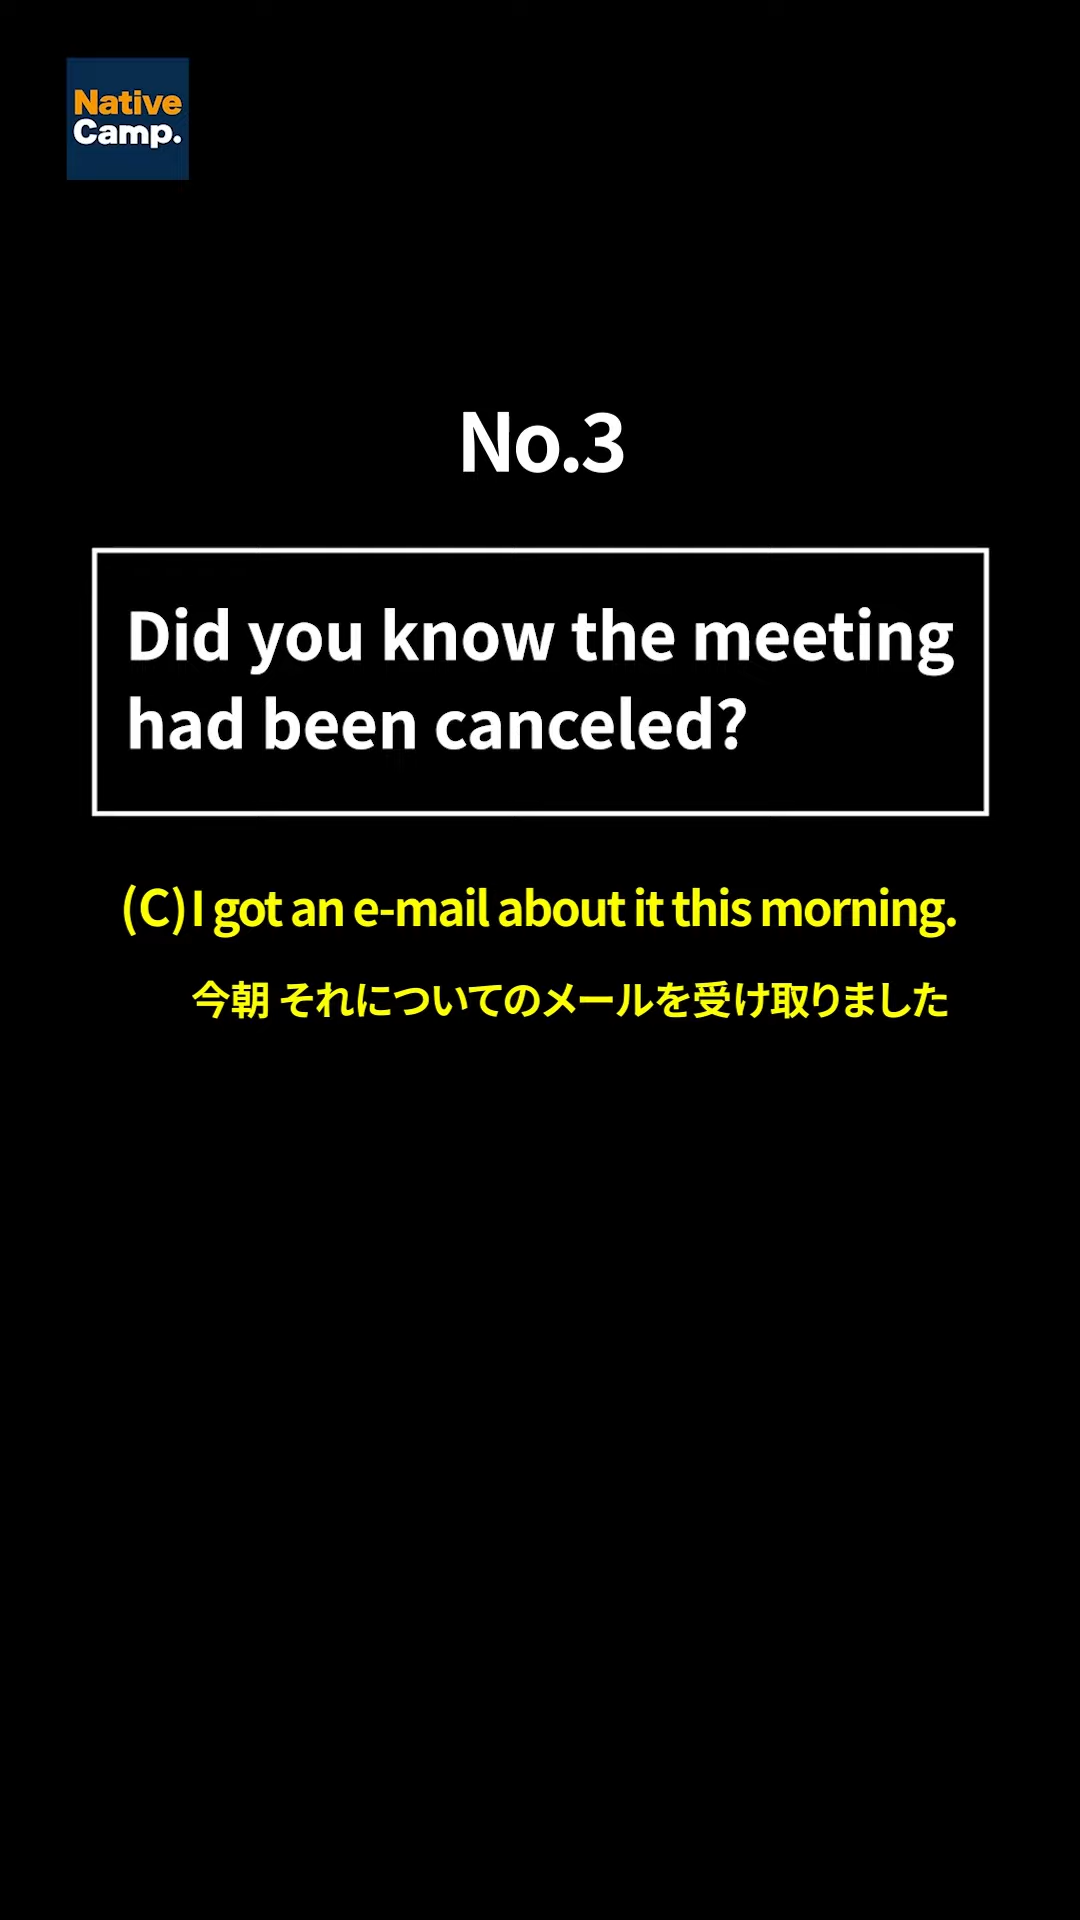 Native
Camp.
No.3
Did you know the meeting
had been canceled?
(C) I got an e-mail about it this morning.
今朝 それについてのメールを受け取りました